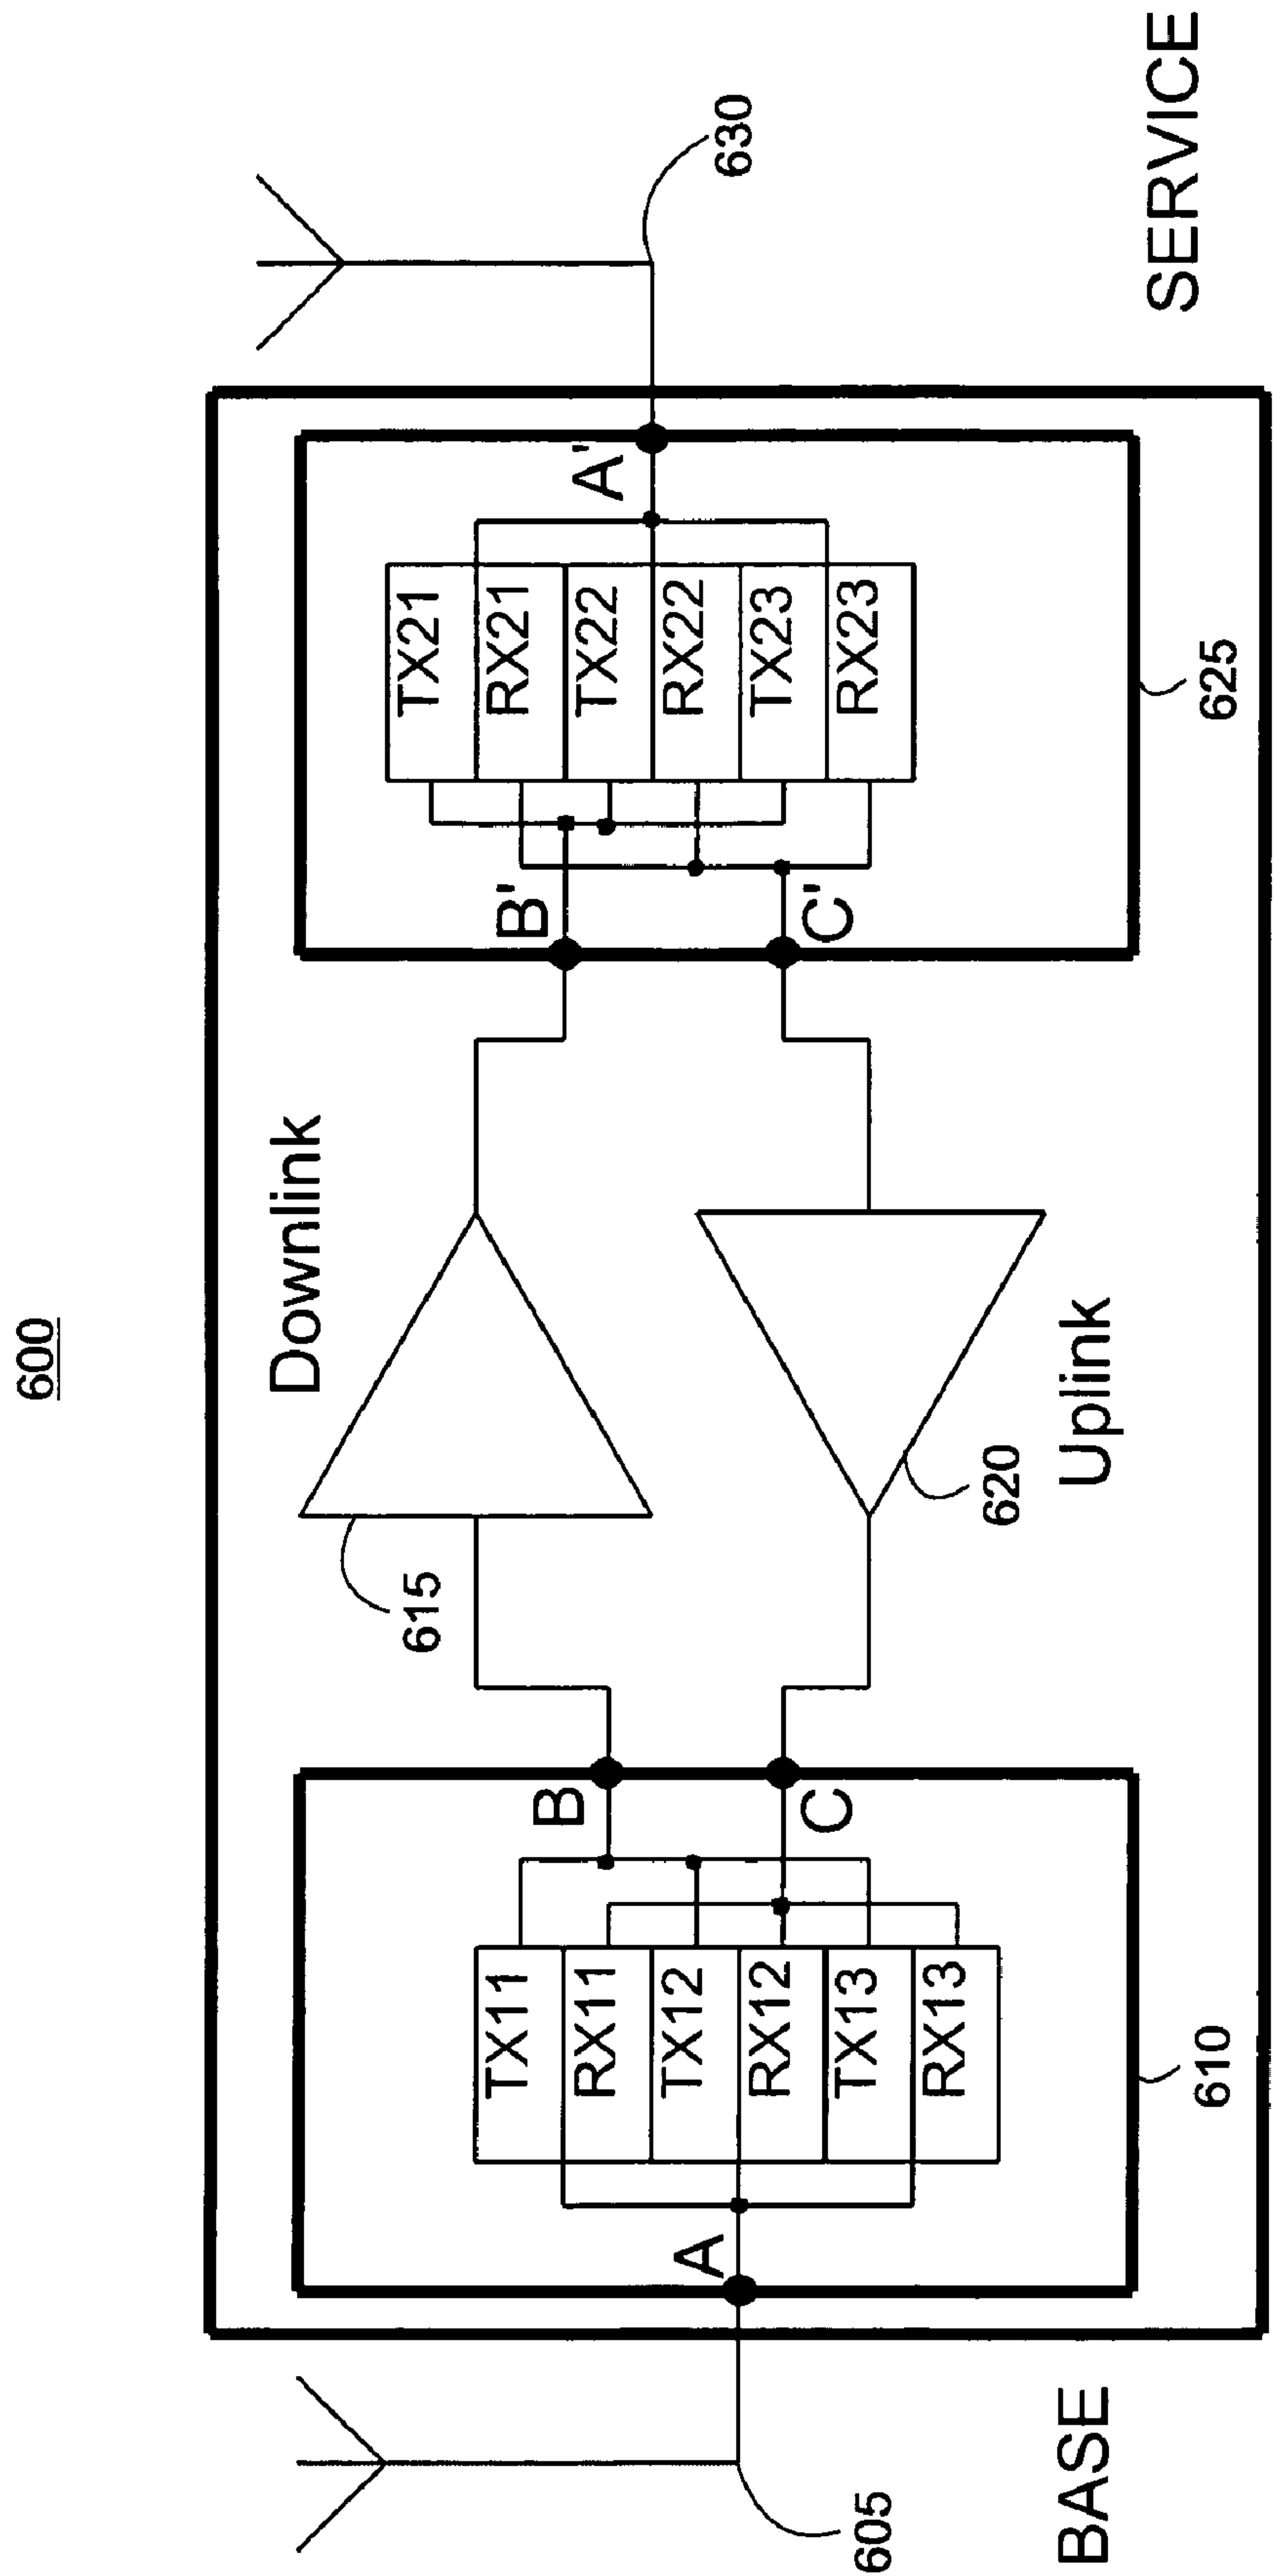 600
Downlink
615
620
Uplink
B
C
B'
C'
A
A'
TX11
RX11
TX12
RX12
TX13
RX13
TX21
RX21
TX22
RX22
TX23
RX23
610
625
605
630
BASE
SERVICE